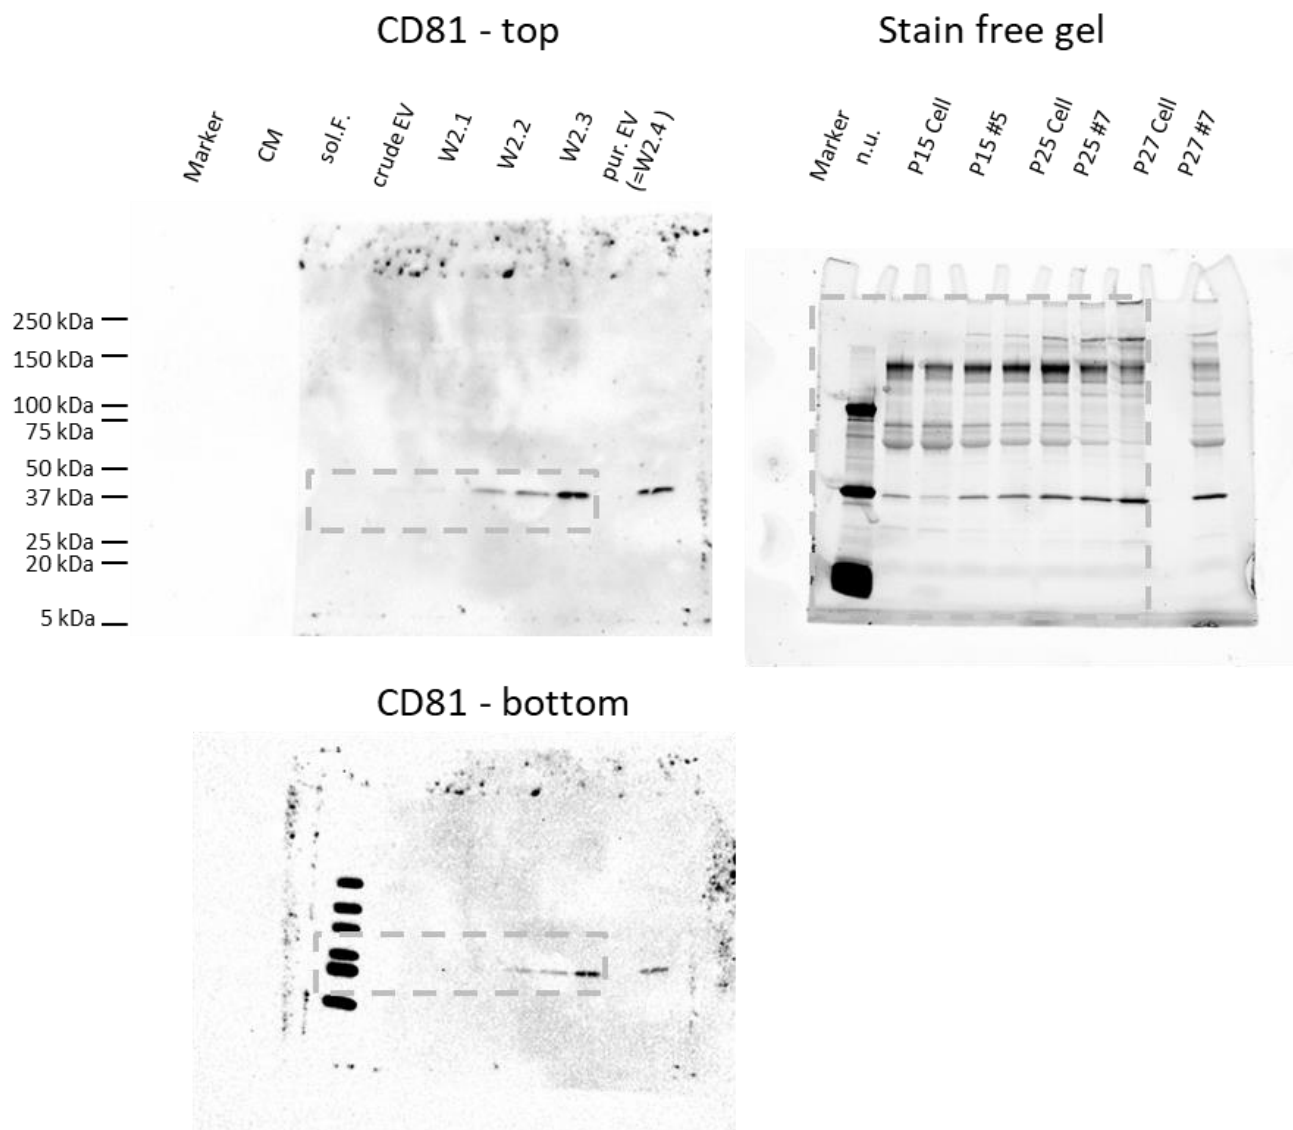 CD81 - top
Stain free gel
Marker
CM
sol.F.
crude EV
W2.1
W2.2
W2.3
pur. EV
(=W2.4 )
Marker
n.u.
P15 Cell
P15 #5
P25 Cell
P25 #7
P27 Cell
P27 #7
250 kDa
150 kDa
100 kDa
75 kDa
50 kDa
37 kDa
25 kDa
20 kDa
5 kDa
CD81 - bottom